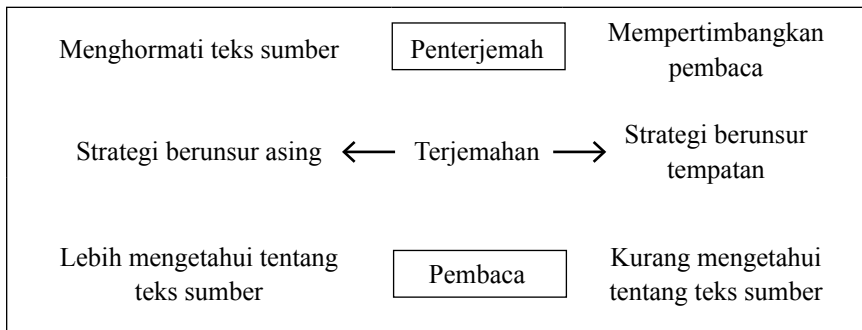 Menghormati teks sumber
Penterjemah
Mempertimbangkan
pembaca
Strategi berunsur asing
Terjemahan
Strategi berunsur
tempatan
Lebih mengetahui tentang
teks sumber
Pembaca
Kurang mengetahui
tentang teks sumber